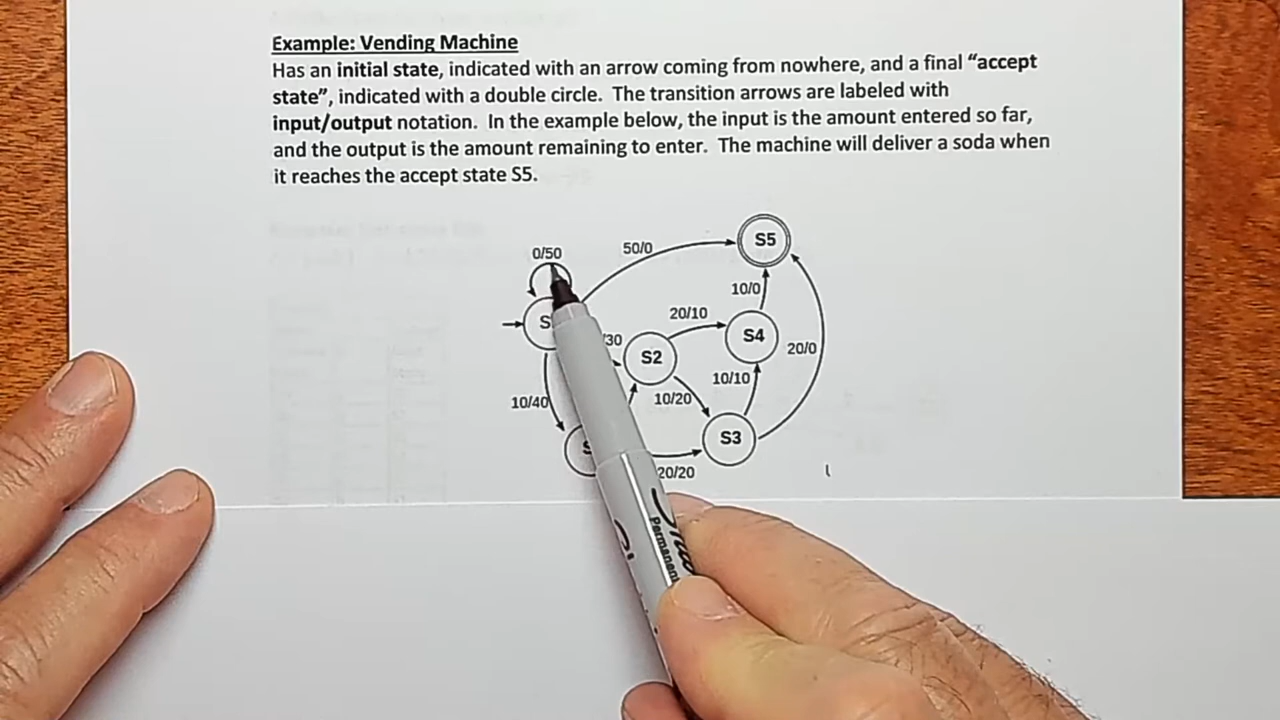 Example: Vending Machine
Has an initial state, indicated with an arrow coming from nowhere, and a final “accept
state”, indicated with a double circle. The transition arrows are labeled with
input/output notation. In the example below, the input is the amount entered so far,
and the output is the amount remaining to enter. The machine will deliver a soda when
it reaches the accept state S5.
0/50
50/0
S5
10/0
20/10
S
/30
S2
S4
20/0
10/10
10/40
10/20
S3
20/20
Permanent